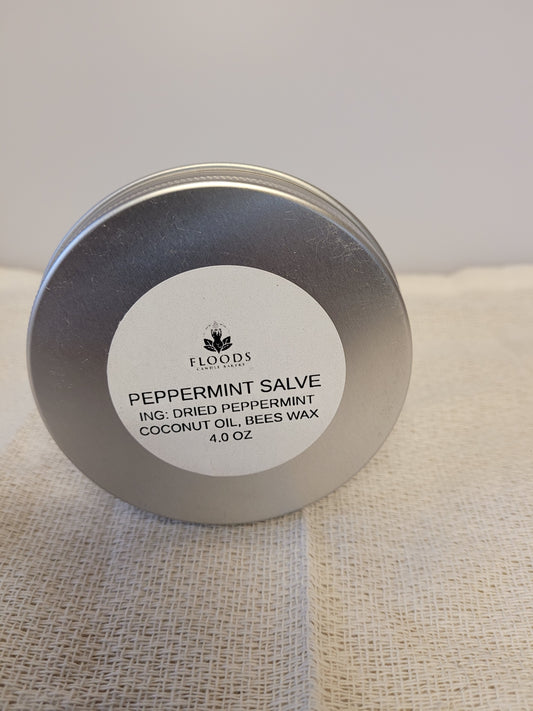 FLOODS
CANDLE BAKERY
PEPPERMINT SALVE
ING: DRIED PEPPERMINT
COCONUT OIL, BEES WAX
4.0 OZ